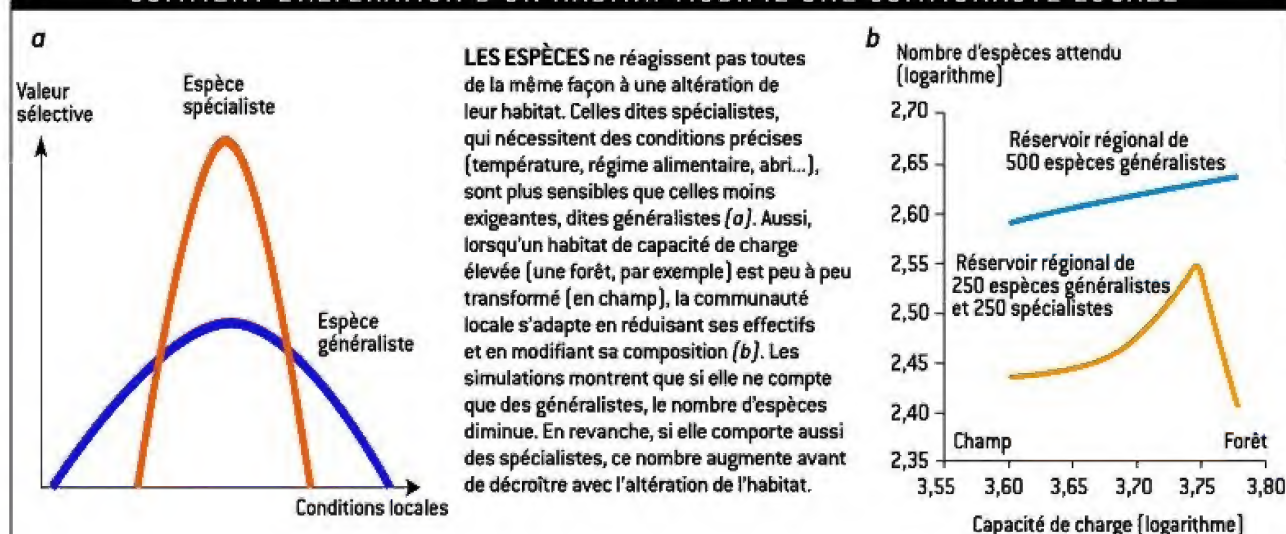 a
Valeur
sélective
Espèce
spécialiste
Espèce
généraliste
Conditions locales
LES ESPÈCES ne réagissent pas toutes
de la même façon à une altération de
leur habitat. Celles dites spécialistes,
qui nécessitent des conditions précises
(température, régime alimentaire, abri...),
sont plus sensibles que celles moins
exigeantes, dites généralistes (a). Aussi,
lorsqu'un habitat de capacité de charge
élevée (une forêt, par exemple) est peu à peu
transformé (en champ), la communauté
locale s'adapte en réduisant ses effectifs
et en modifiant sa composition (b). Les
simulations montrent que si elle ne compte
que des généralistes, le nombre d'espèces
diminue. En revanche, si elle comporte aussi
des spécialistes, ce nombre augmente avant
de décroître avec l'altération de l'habitat.
b
Nombre d'espèces attendu
(logarithme)
2,70
2,65
2,60
2,55
2,50
2,45
2,40
2,35
Réservoir régional de
500 espèces généralistes
Réservoir régional de
250 espèces généralistes
et 250 spécialistes
Champ
Forêt
3,55 3,60 3,65 3,70 3,75 3,80
Capacité de charge (logarithme)